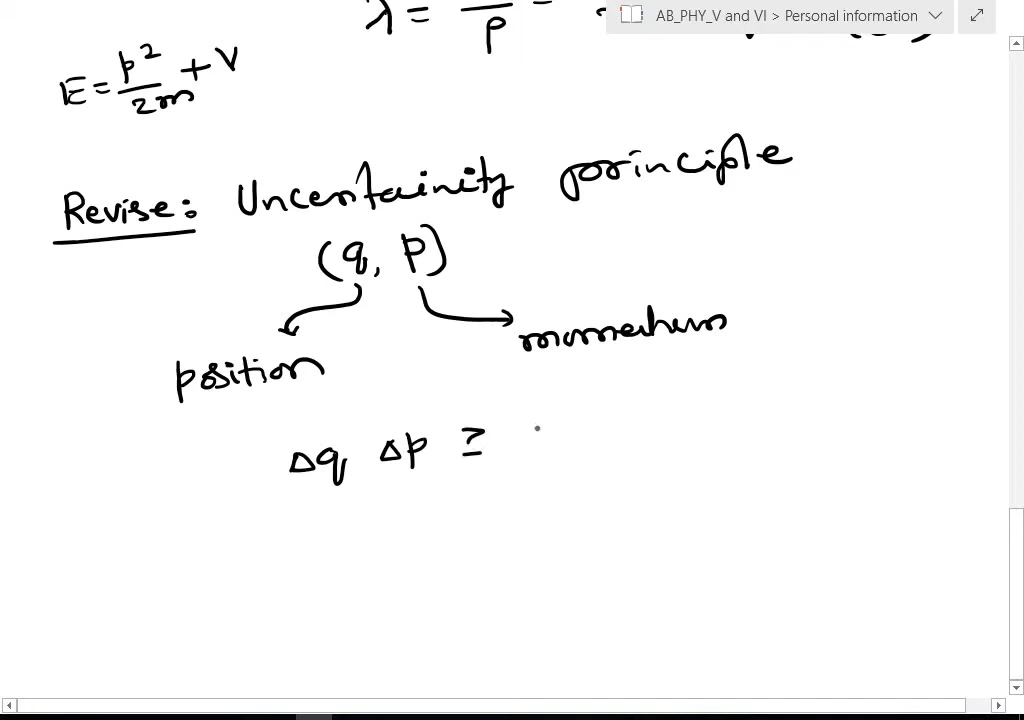 λ = — =
p
AB_PHY_V and VI > Personal information
E = p²/2m + V
Revise: Uncertainity principle
(q, p)
position momentum
Δq Δp ≥